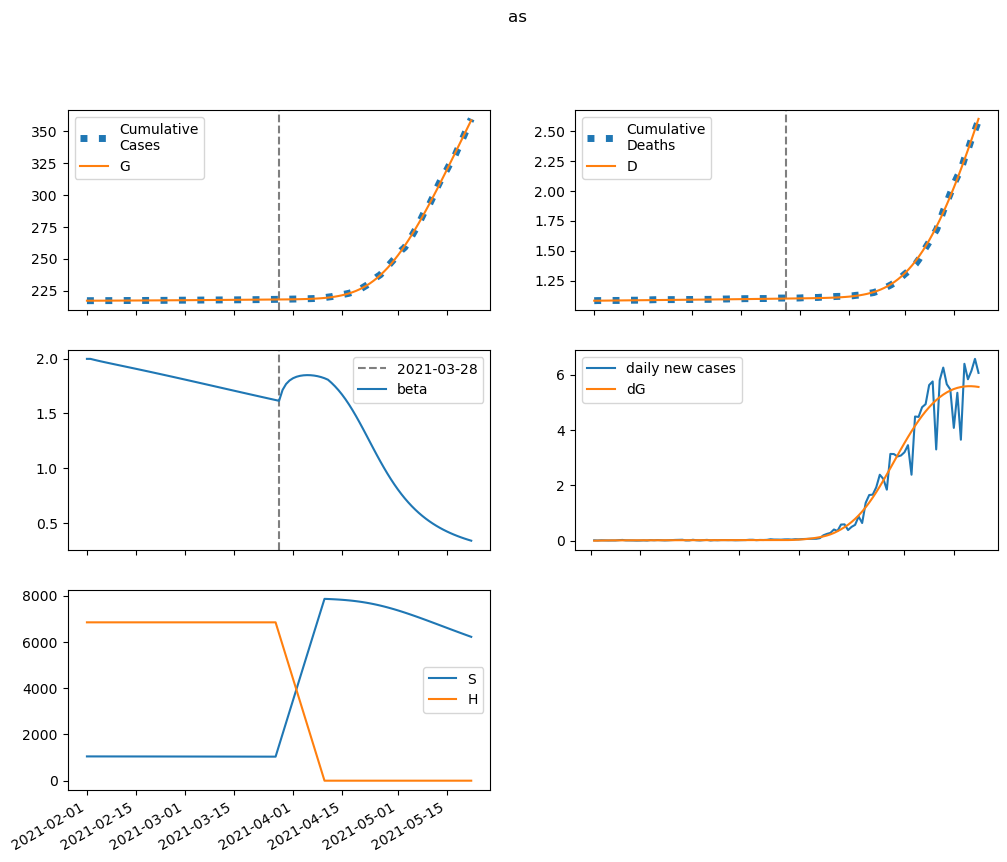 as
350
325
300
275
250
225
Cumulative
Cases
G
2.50
2.25
2.00
1.75
1.50
1.25
Cumulative
Deaths
D
2.0
1.5
1.0
0.5
2021-03-28
beta
6
4
2
0
daily new cases
dG
8000
6000
4000
2000
0
S
H
2021-02-01
2021-02-15
2021-03-01
2021-03-15
2021-04-01
2021-04-15
2021-05-01
2021-05-15